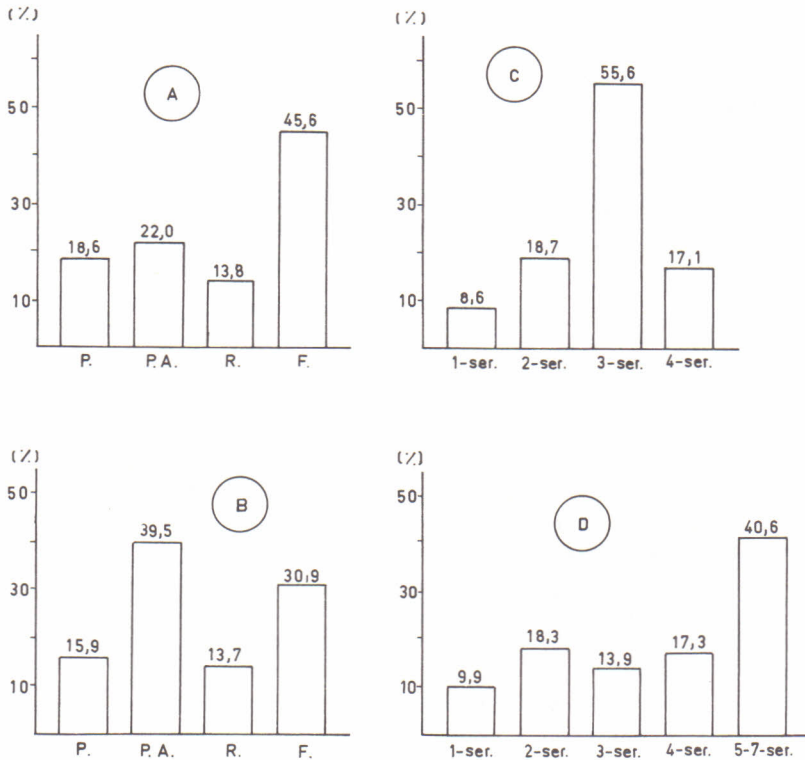 (%)
A
50
45,6
30
18,6
22,0
13,8
10
P.
P.A.
R.
F.
(%)
C
55,6
50
30
18,7
17,1
10
8,6
1-ser.
2-ser.
3-ser.
4-ser.
(%)
50
B
39,5
30
30,9
15,9
13,7
10
P.
P.A.
R.
F.
(%)
50
D
40,6
30
18,3
13,9
17,3
10
9,9
1-ser.
2-ser.
3-ser.
4-ser.
5-7-ser.